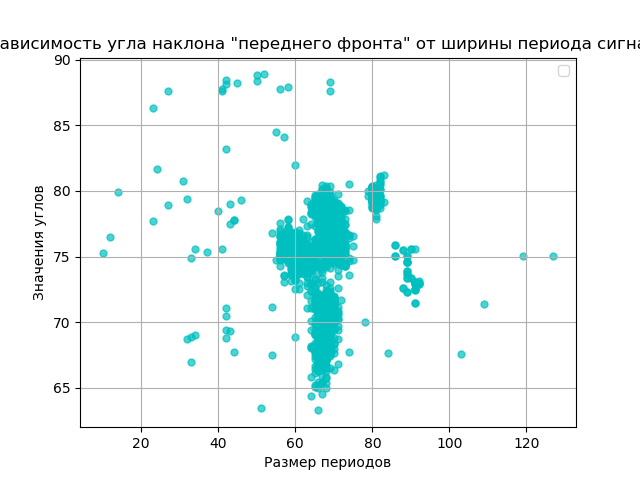 ависимость угла наклона "переднего фронта" от ширины периода сигна
90
85
80
75
70
65
Значения углов
20 40 60 80 100 120
Размер периодов